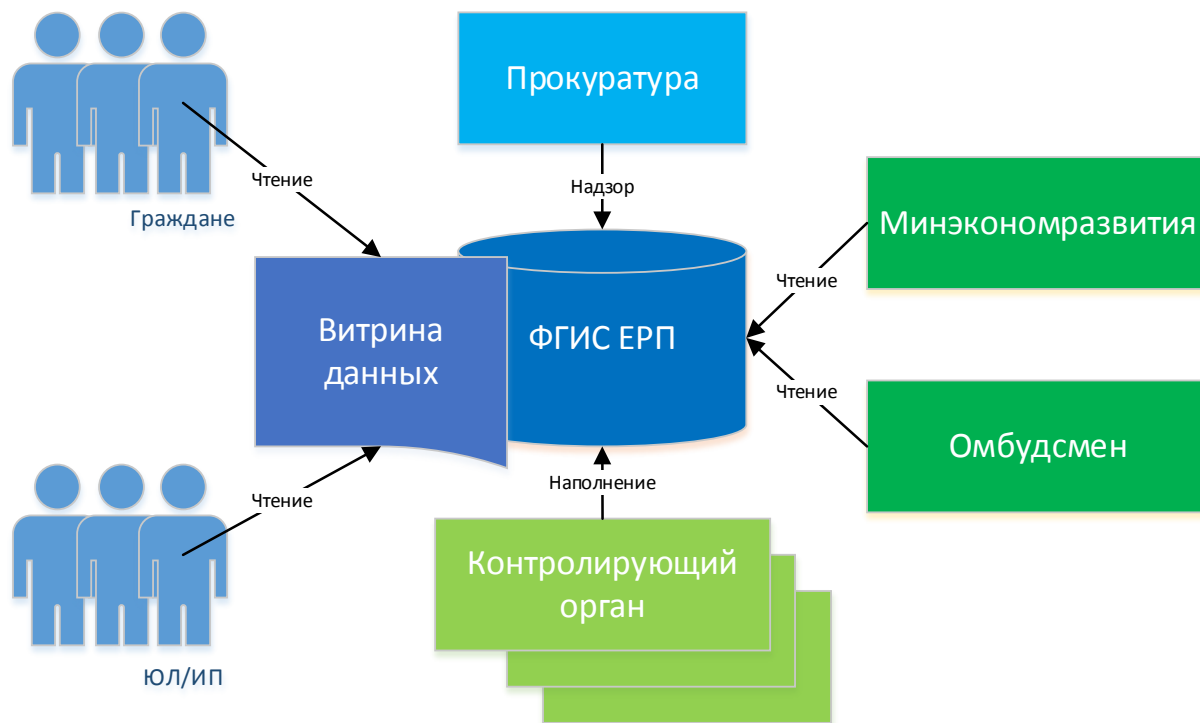 Прокуратура
Чтение
Надзор
Граждане
Минэкономразвития
Чтение
Витрина
данных
ФГИС ЕРП
Чтение
Омбудсмен
Чтение
Наполнение
Контролирующий
орган
ЮЛ/ИП